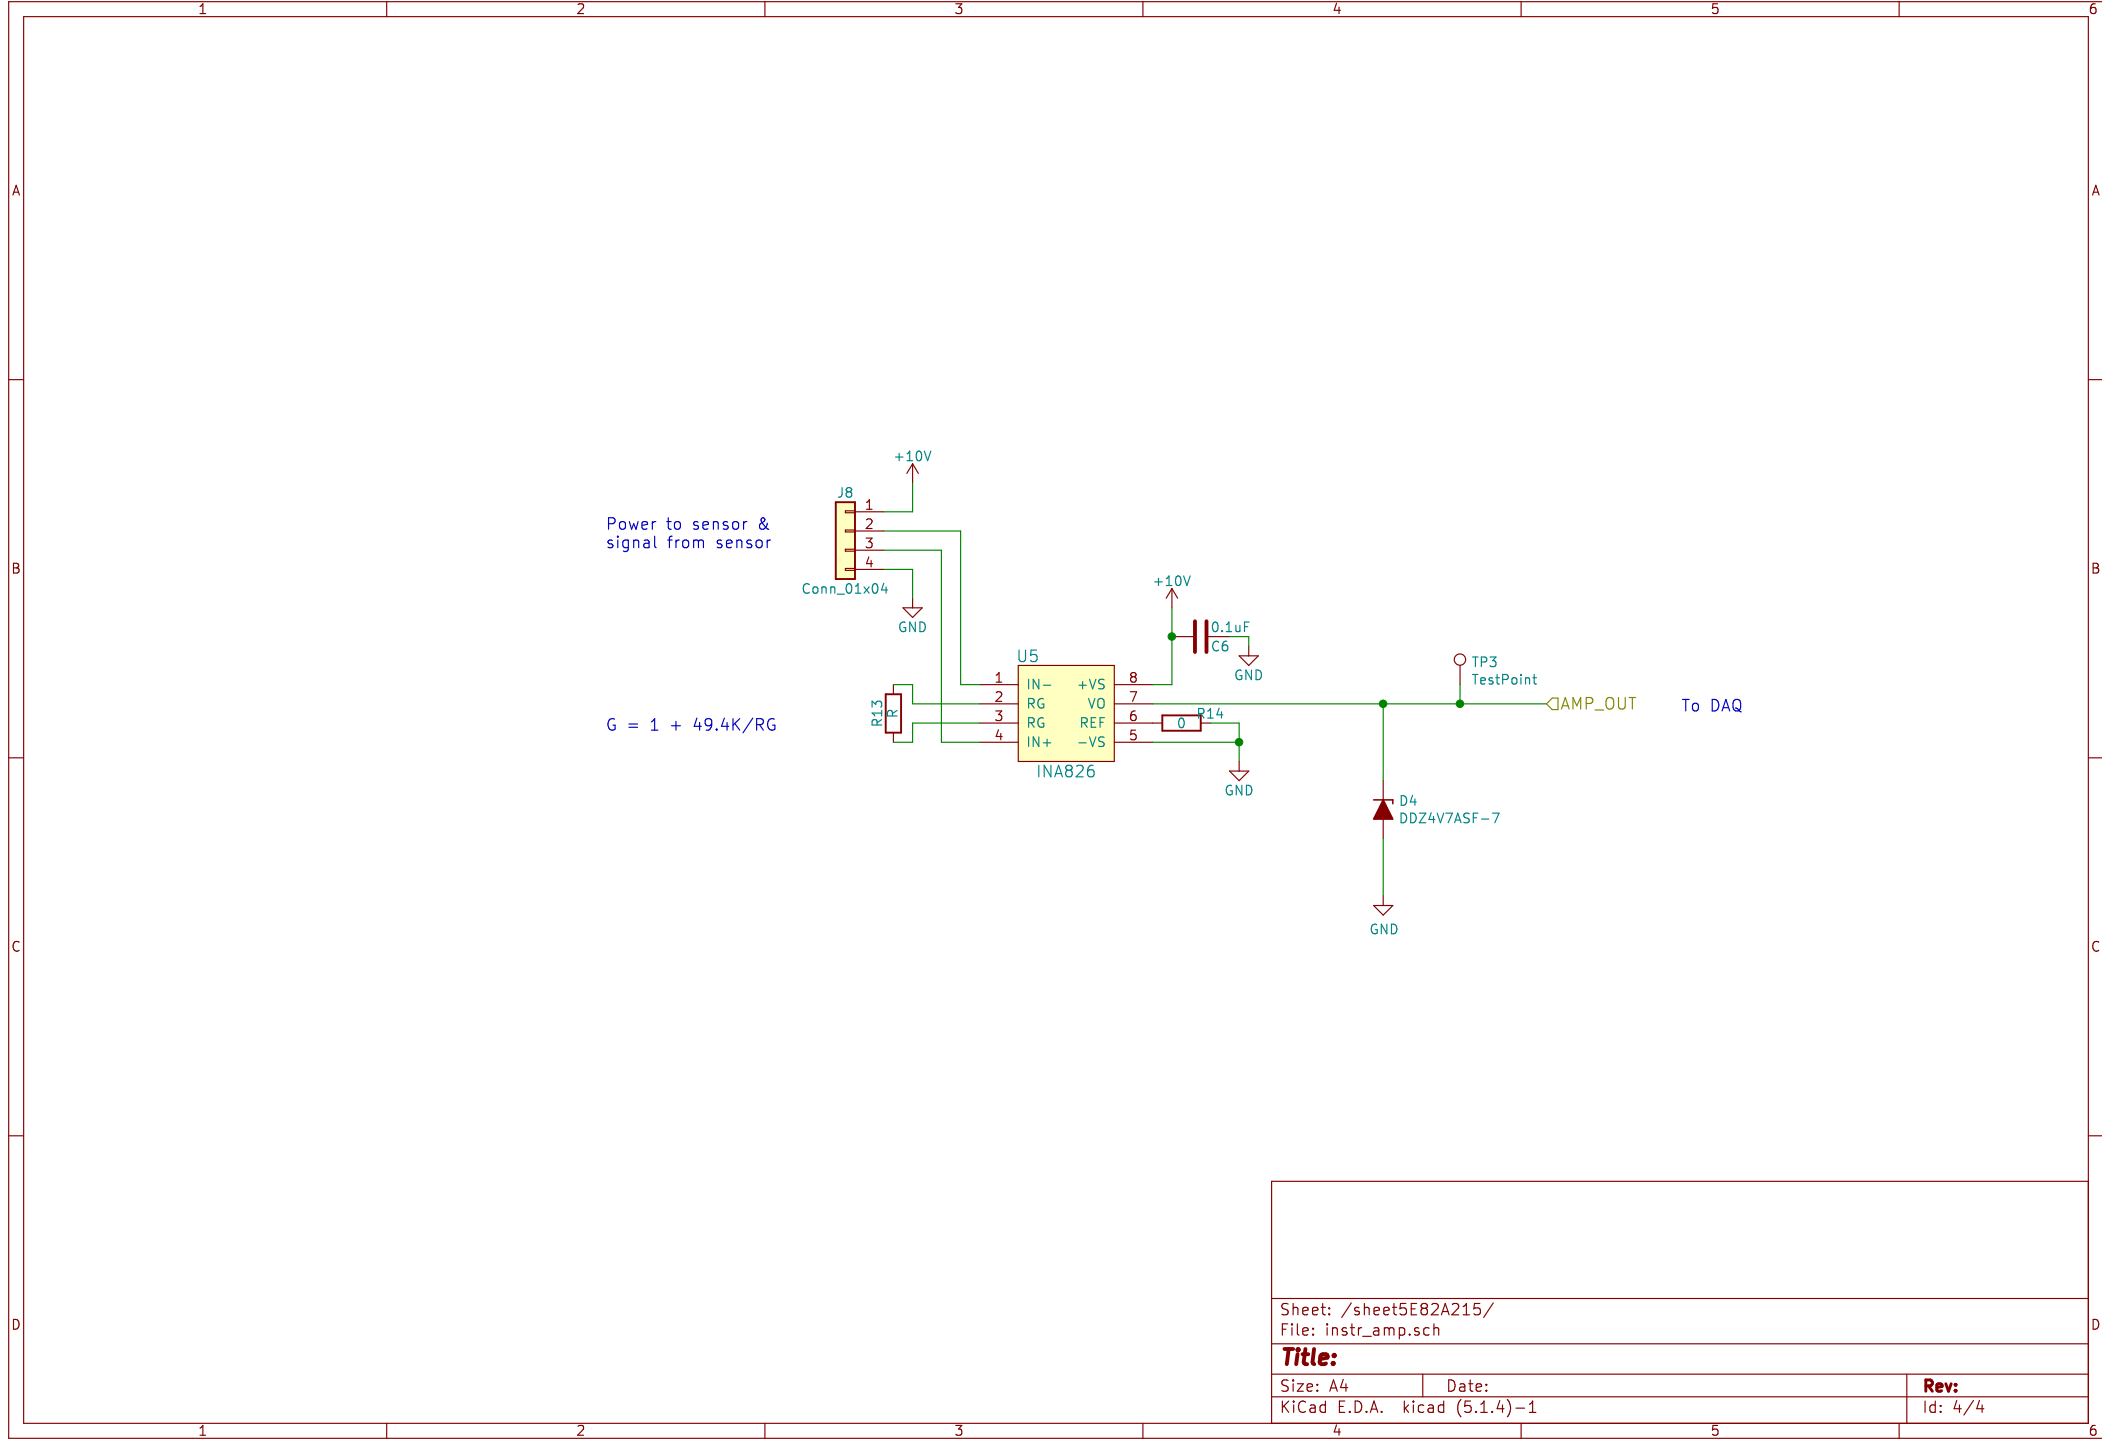 1 2 3 4 5 6
A A
+10V
J8
1
Power to sensor &
2
signal from sensor
3
B B
4
Conn_01x04
+10V
GND
0.1uF
C6
U5
TP3
GND
TestPoint
1 IN- +VS 8
R13
R
2 RG VO 7
AMP_OUT
To DAQ
R14
G = 1 + 49.4K/RG
3 RG REF 6
0
4 IN+ -VS 5
INA826
GND
D4
DDZ4V7ASF-7
GND
C C
Sheet: /sheet5E82A215/
D D
File: instr_amp.sch
Title:
Size: A4 Date: Rev:
KiCad E.D.A. kicad (5.1.4)-1 Id: 4/4
1 2 3 4 5 6